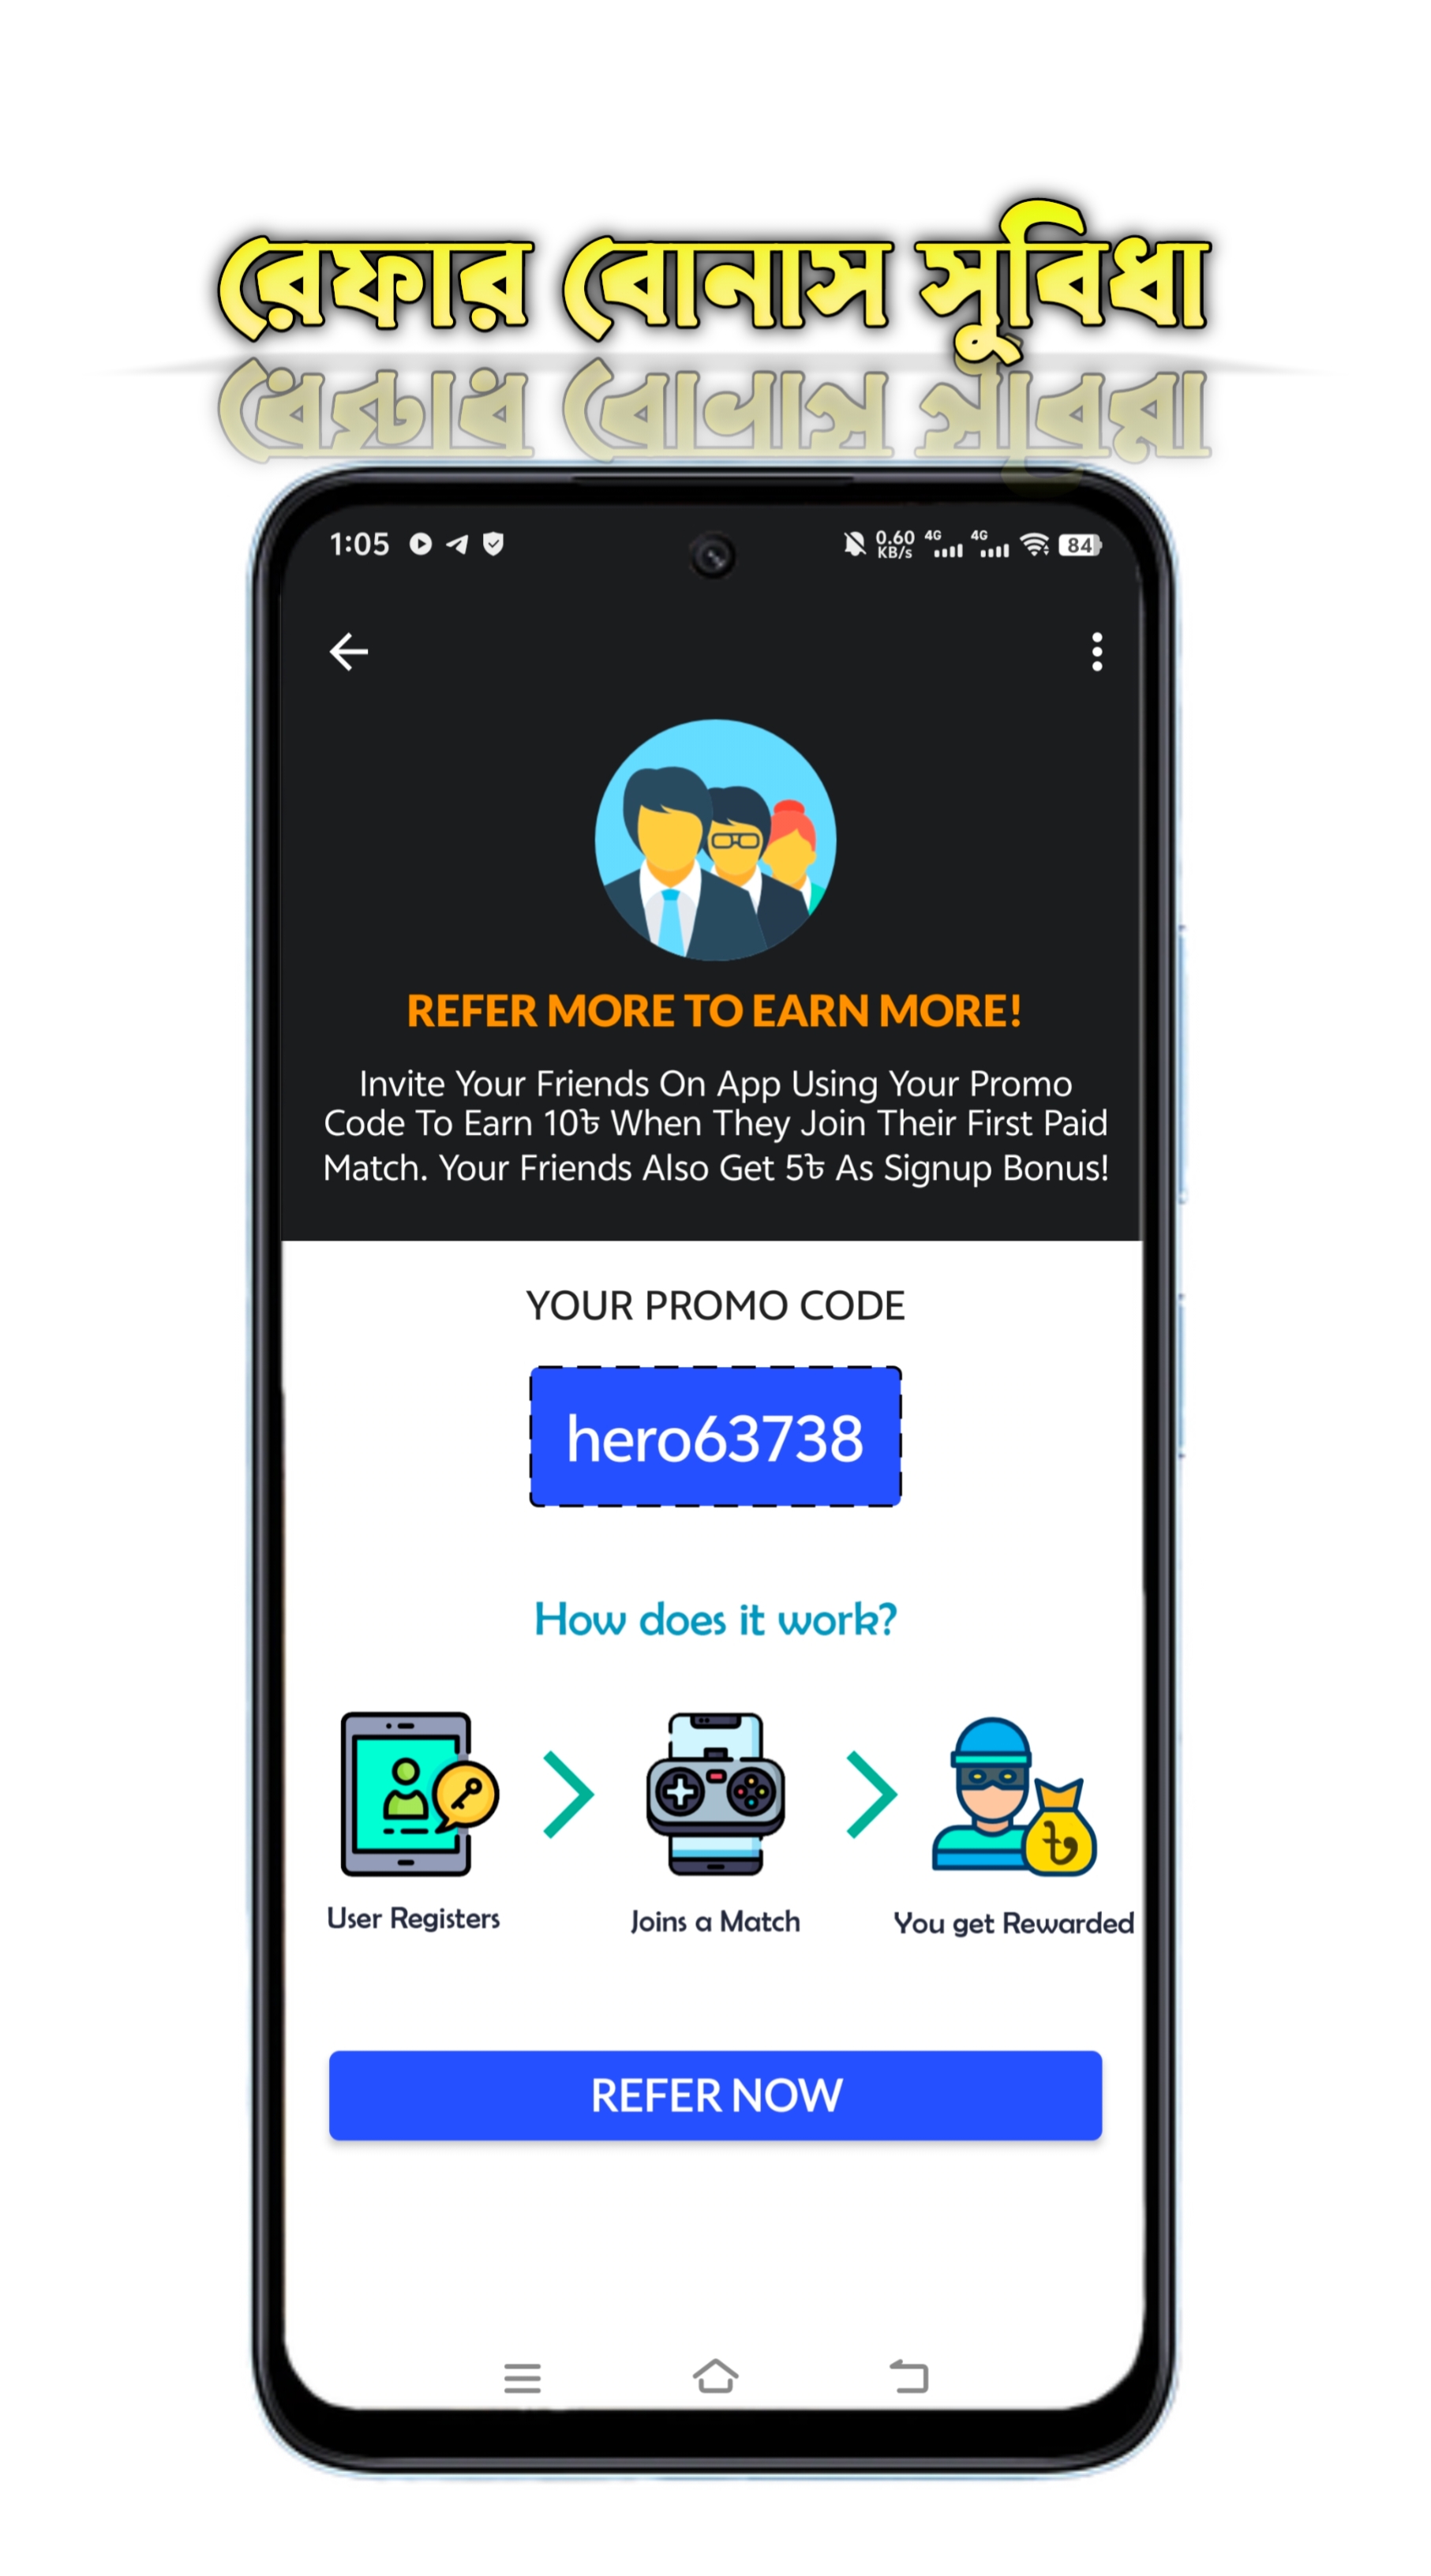 রেফার বোনাস সুবিধা
1:05 0.60 KB/s 4G 4G 84
REFER MORE TO EARN MORE!
Invite Your Friends On App Using Your Promo
Code To Earn 10৳ When They Join Their First Paid
Match. Your Friends Also Get 5৳ As Signup Bonus!
YOUR PROMO CODE
hero63738
How does it work?
৳
User Registers Joins a Match You get Rewarded
REFER NOW